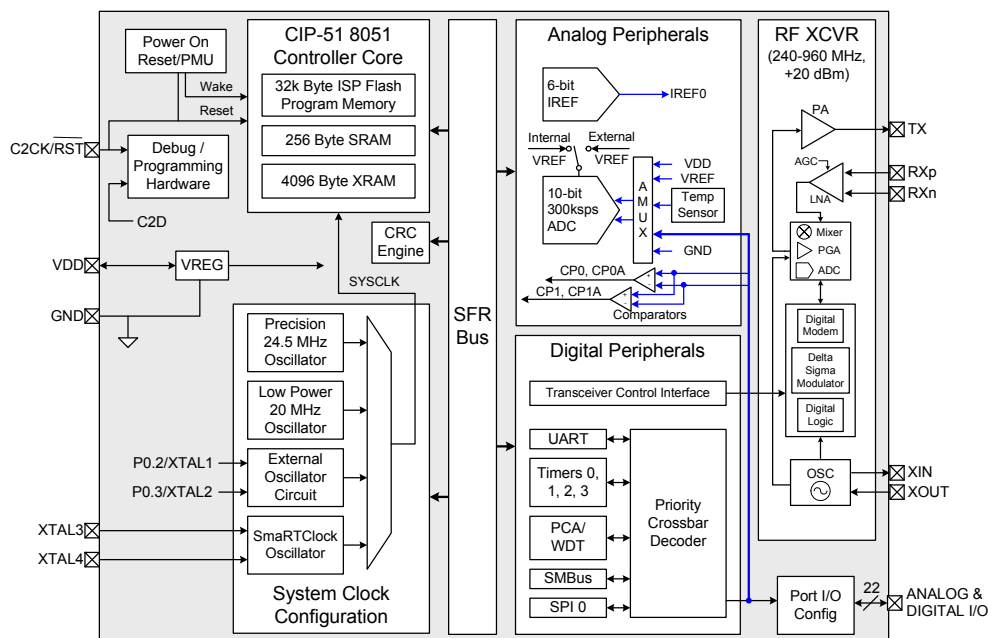 Power On
Reset/PMU
Wake
Reset
C2CK/RST
Debug /
Programming
Hardware
C2D
VDD
VREG
GND
CIP-51 8051
Controller Core
32k Byte ISP Flash
Program Memory
256 Byte SRAM
4096 Byte XRAM
CRC
Engine
SYSCLK
Precision
24.5 MHz
Oscillator
Low Power
20 MHz
Oscillator
P0.2/XTAL1
P0.3/XTAL2
External
Oscillator
Circuit
XTAL3
XTAL4
SmaRTClock
Oscillator
System Clock
Configuration
SFR
Bus
Analog Peripherals
6-bit
IREF
IREF0
Internal
External
VREF
VREF
10-bit
300ksps
ADC
A
M
U
X
VDD
VREF
Temp
Sensor
GND
CP0, CP0A
+
-
CP1, CP1A
+
-
Comparators
Digital Peripherals
Transceiver Control Interface
UART
Timers 0,
1, 2, 3
PCA/
WDT
SMBus
SPI 0
Priority
Crossbar
Decoder
RF XCVR
(240-960 MHz,
+20 dBm)
PA
TX
AGC
LNA
RXp
RXn
Mixer
PGA
ADC
Digital
Modem
Delta
Sigma
Modulator
Digital
Logic
OSC
XIN
XOUT
Port I/O
Config
22
ANALOG &
DIGITAL I/O